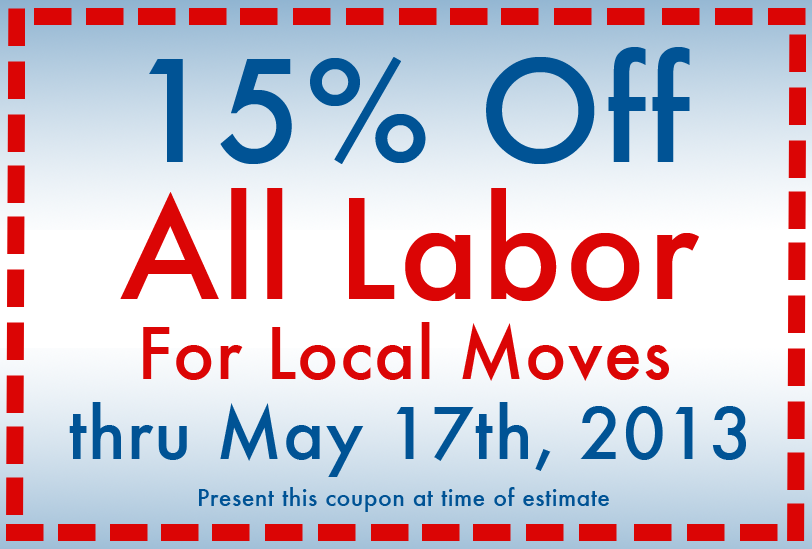 15% Off
All Labor
For Local Moves
thru May 17th, 2013
Present this coupon at time of estimate